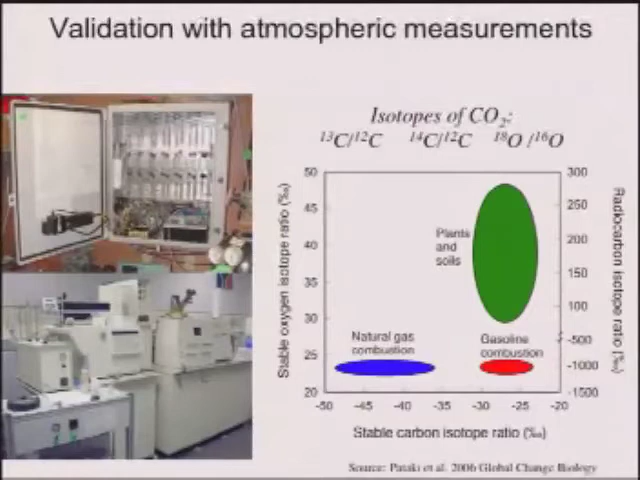 Validation with atmospheric measurements
Isotopes of CO2:
13C/12C 14C/12C 18O /16O
50
45
40
35
30
25
20
Stable oxygen isotope ratio (‰)
Plants
and
soils
Natural gas
combustion
Gasoline
combustion
300
250
200
150
100
-500
-1000
-1500
Radiocarbon isotope ratio (‰)
-50 -45 -40 -35 -30 -25 -20
Stable carbon isotope ratio (‰)
Source: Pataki et al. 2006 Global Change Biology